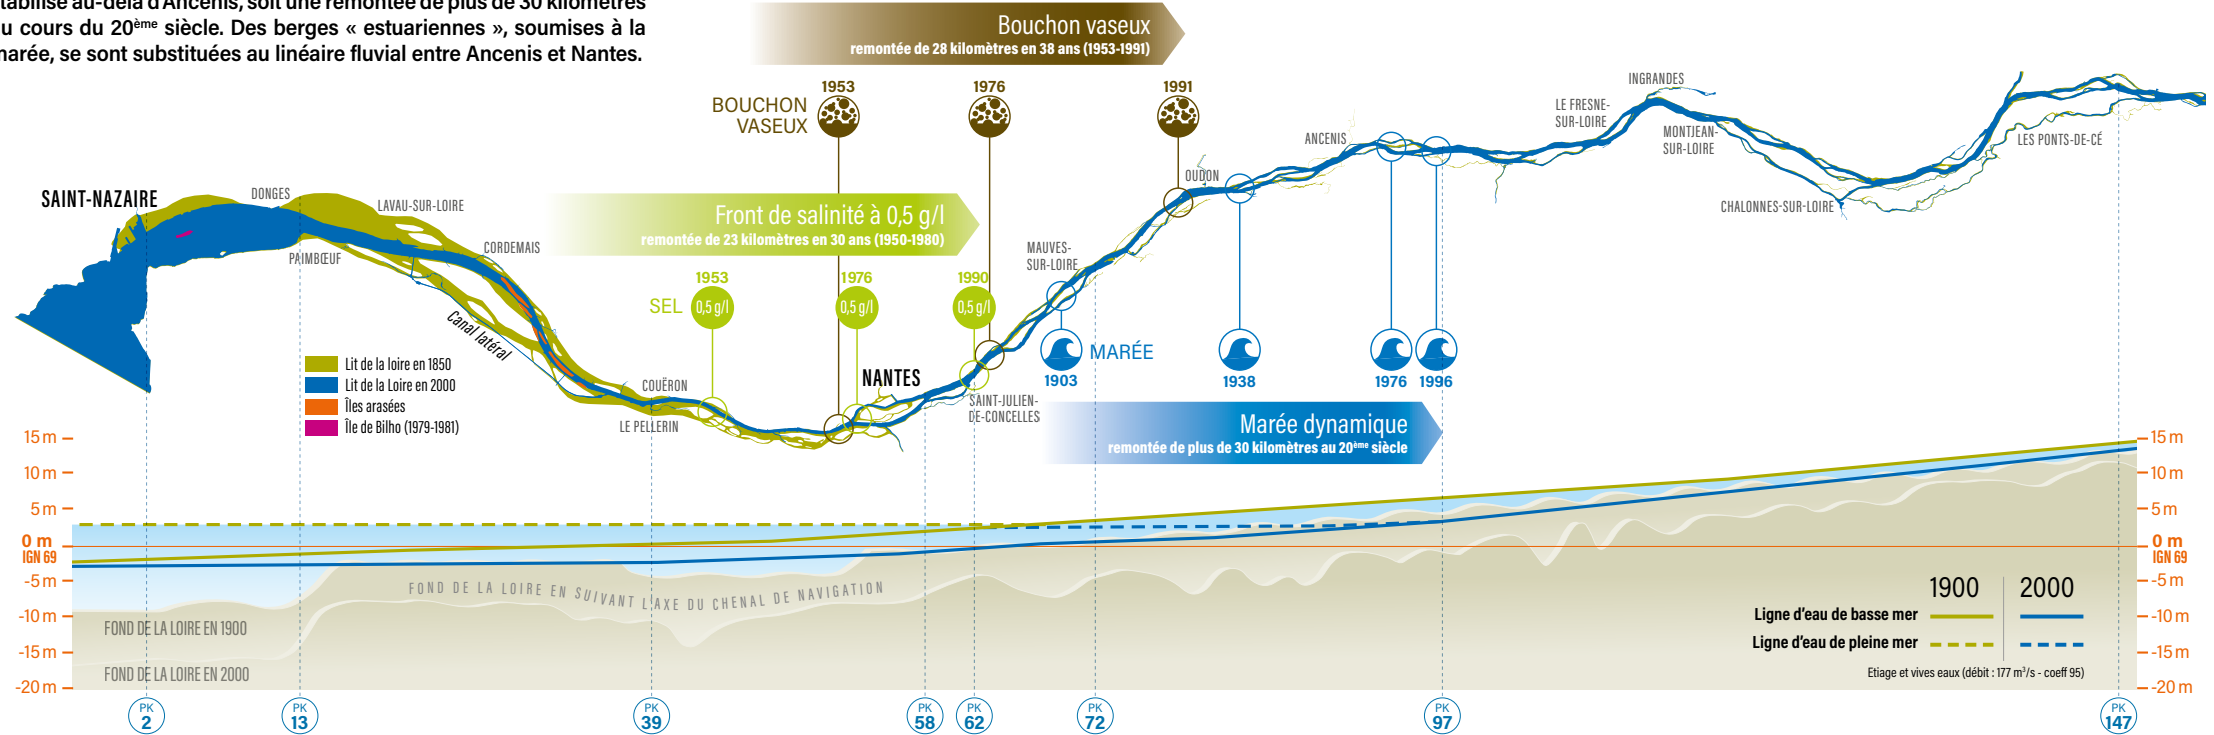 au-delà d'Ancenis, soit une remontée de plus de 30 kilomètres
u cours du 20ème siècle. Des berges « estuariennes », soumises à la
marée, se sont substituées au linéaire fluvial entre Ancenis et Nantes.
Bouchon vaseux
remontée de 28 kilomètres en 38 ans (1953-1991)
1953
1976
1991
BOUCHON
VASEUX
INGRANDES
LE FRESNE-
SUR-LOIRE
MONTJEAN-
SUR-LOIRE
LES PONTS-DE-CÉ
CHALONNES-SUR-LOIRE
ANCENIS
OUDON
SAINT-NAZAIRE
DONGES
LAVAU-SUR-LOIRE
CORDEMAIS
PAIMBŒUF
Canal latéral
Front de salinité à 0,5 g/l
remontée de 23 kilomètres en 30 ans (1950-1980)
MAUVES-
SUR-LOIRE
1953
1976
1990
SEL
0,5 g/l
0,5 g/l
0,5 g/l
MARÉE
1903
1938
1976
1996
Lit de la loire en 1850
Lit de la Loire en 2000
Îles arasées
Île de Bilho (1979-1981)
COUËRON
LE PELLERIN
NANTES
SAINT-JULIEN-
DE-CONCELLES
Marée dynamique
remontée de plus de 30 kilomètres au 20ème siècle
15 m
10 m
5 m
0 m
IGN 69
-5 m
-10 m
-15 m
-20 m
15 m
10 m
5 m
0 m
IGN 69
-5 m
-10 m
-15 m
-20 m
FOND DE LA LOIRE EN SUIVANT L'AXE DU CHENAL DE NAVIGATION
FOND DE LA LOIRE EN 1900
FOND DE LA LOIRE EN 2000
1900
2000
Ligne d'eau de basse mer
Ligne d'eau de pleine mer
Etiage et vives eaux (débit : 177 m³/s - coeff 95)
PK
2
PK
13
PK
39
PK
58
PK
62
PK
72
PK
97
PK
147